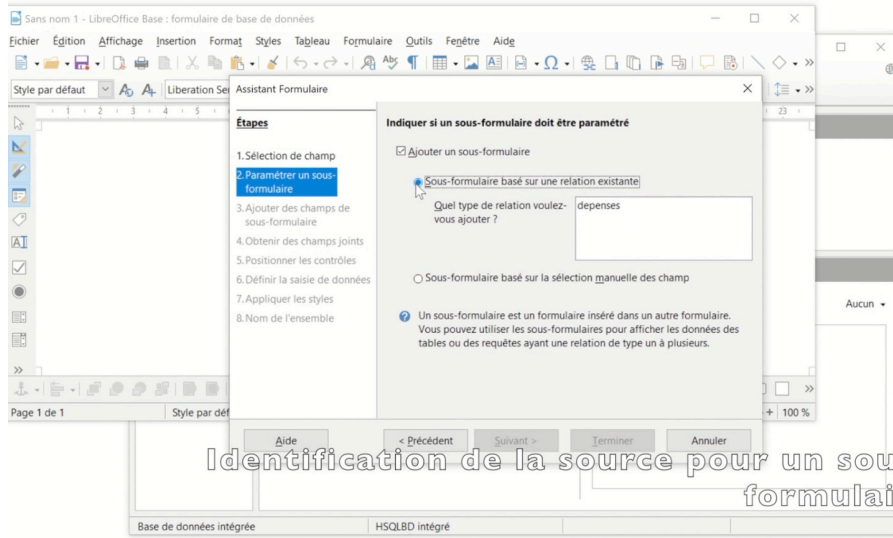 Sans nom 1 - LibreOffice Base : formulaire de base de données
Fichier Édition Affichage Insertion Format Styles Tableau Formulaire Outils Fenêtre Aide
Style par défaut
Liberation Ser
Assistant Formulaire
1 2 3 4 5
23
Étapes
1. Sélection de champ
2. Paramétrer un sous-
formulaire
3. Ajouter des champs de
sous-formulaire
4. Obtenir des champs joints
5. Positionner les contrôles
6. Définir la saisie de données
7. Appliquer les styles
8. Nom de l'ensemble
Indiquer si un sous-formulaire doit être paramétré
Ajouter un sous-formulaire
Sous-formulaire basé sur une relation existante
Quel type de relation voulez-
vous ajouter ?
depenses
Sous-formulaire basé sur la sélection manuelle des champ
Un sous-formulaire est un formulaire inséré dans un autre formulaire.
Vous pouvez utiliser les sous-formulaires pour afficher les données des
tables ou des requêtes ayant une relation de type un à plusieurs.
Aucun
Page 1 de 1
Style par déf
100 %
Aide
< Précédent
Suivant >
Terminer
Annuler
Identification de la source pour un sou
formulai
Base de données intégrée
HSQLBD intégré